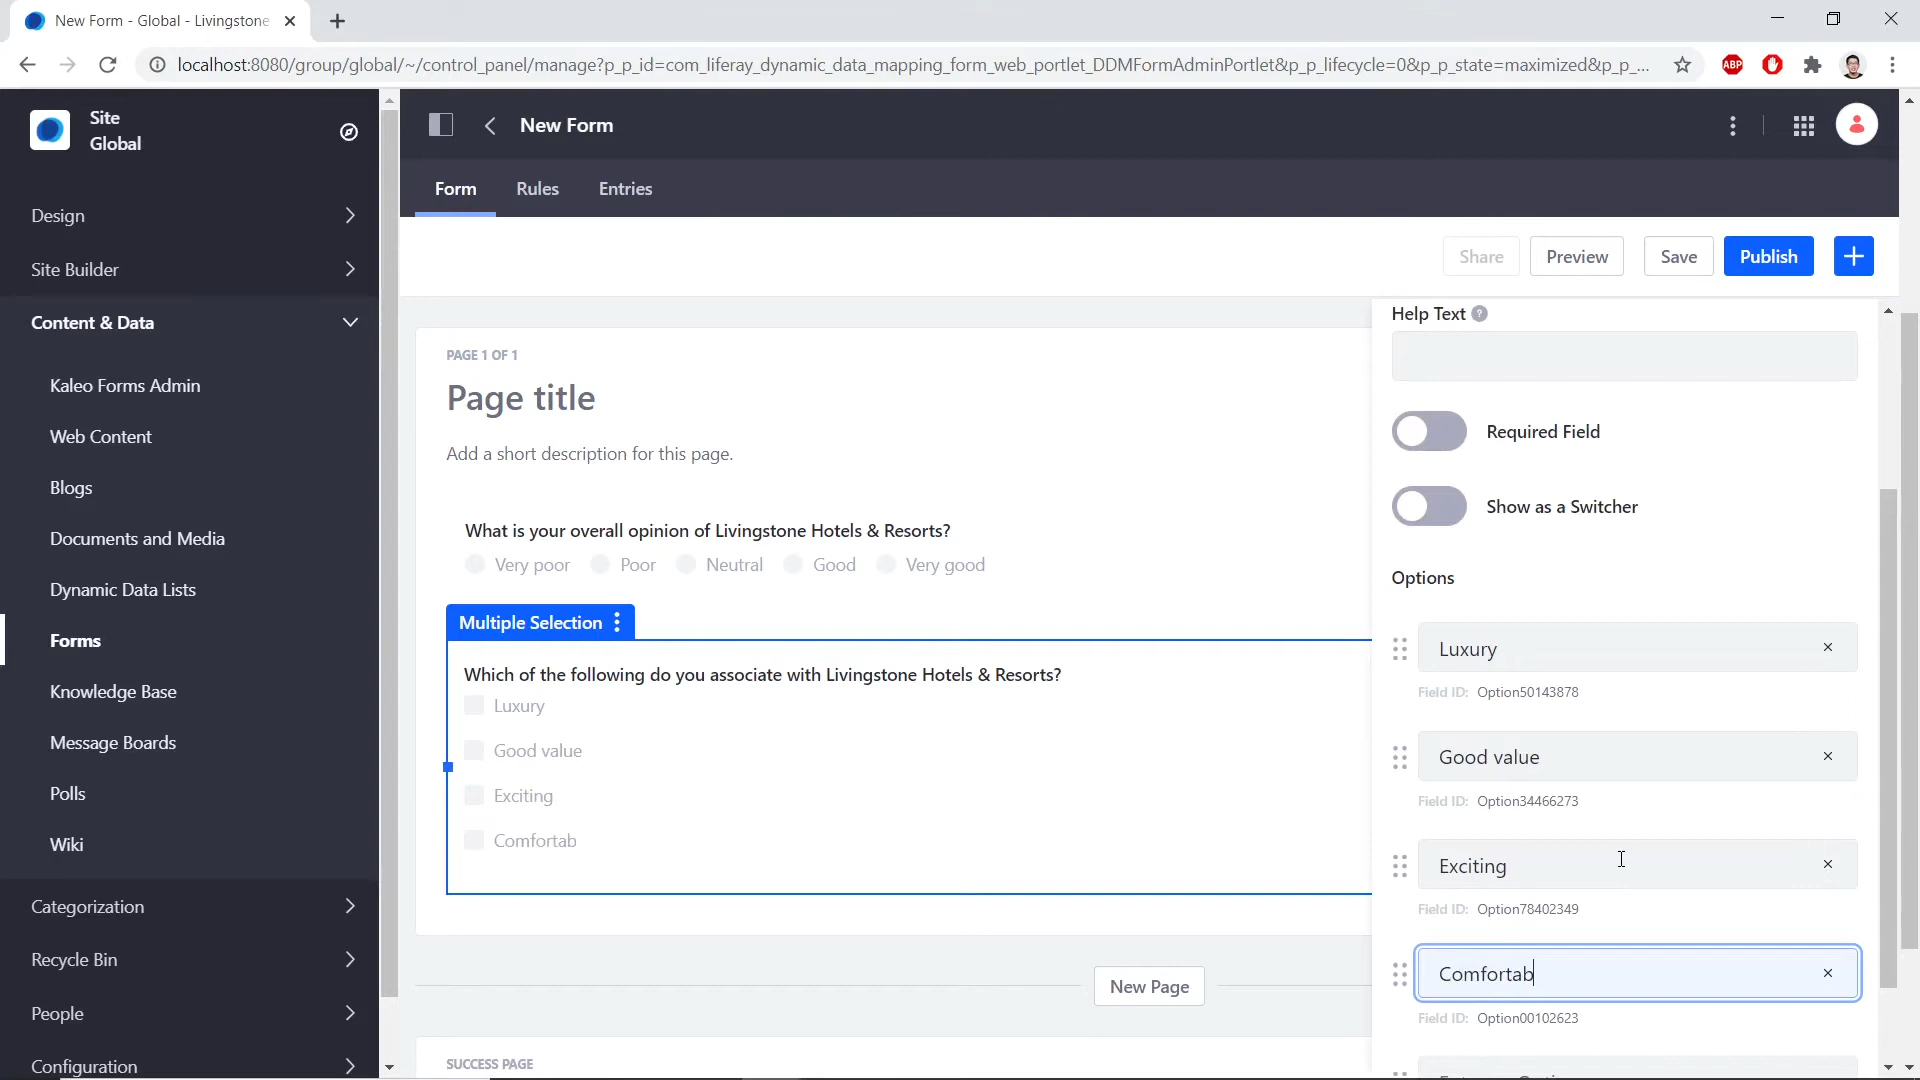 New Form - Global - Livingstone
localhost:8080/group/global/~/control_panel/manage?p_p_id=com_liferay_dynamic_data_mapping_form_web_portlet_DDMFormAdminPortlet&p_p_lifecycle=0&p_p_state=maximized&p_p_...
ABP
Site
Global
Design
Site Builder
Content & Data
Kaleo Forms Admin
Web Content
Blogs
Documents and Media
Dynamic Data Lists
Forms
Knowledge Base
Message Boards
Polls
Wiki
Categorization
Recycle Bin
People
Configuration
New Form
Form Rules Entries
Share Preview Save Publish
PAGE 1 OF 1
Page title
Add a short description for this page.
What is your overall opinion of Livingstone Hotels & Resorts?
Very poor Poor Neutral Good Very good
Multiple Selection
Which of the following do you associate with Livingstone Hotels & Resorts?
Luxury
Good value
Exciting
Comfortab
New Page
SUCCESS PAGE
Help Text
Required Field
Show as a Switcher
Options
Luxury
Field ID: Option50143878
Good value
Field ID: Option34466273
Exciting
Field ID: Option78402349
Comfortab
Field ID: Option00102623